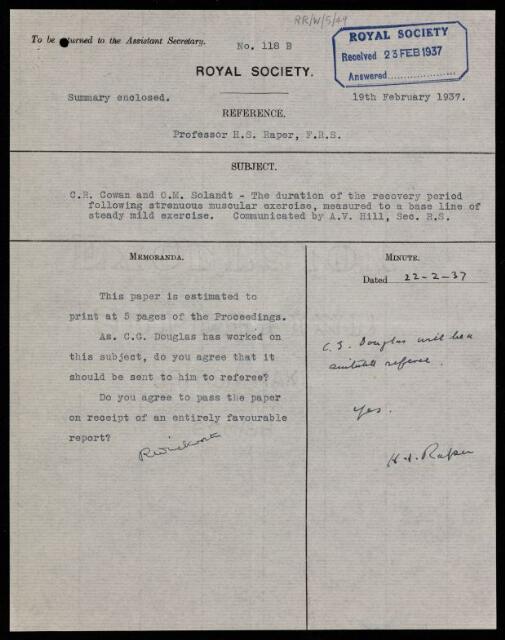 RR/W/5/49
To be returned to the Assistant Secretary.
No. 118 B
ROYAL SOCIETY
Received 23 FEB 1937
Answered....................
ROYAL SOCIETY.
Summary enclosed.
19th February 1937.
REFERENCE.
Professor H.S. Raper, F.R.S.
SUBJECT.
C.R. Cowan and O.M. Solandt - The duration of the recovery period
following strenuous muscular exercise, measured to a base line of
steady mild exercise. Communicated by A.V. Hill, Sec. R.S.
MEMORANDA.
This paper is estimated to
print at 5 pages of the Proceedings.
As. C.G. Douglas has worked on
this subject, do you agree that it
should be sent to him to referee?
Do you agree to pass the paper
on receipt of an entirely favourable
report?
RWinckworth
MINUTE.
Dated 22-2-37
C. G. Douglas will be a
suitable referee.
Yes.
H. S. Raper